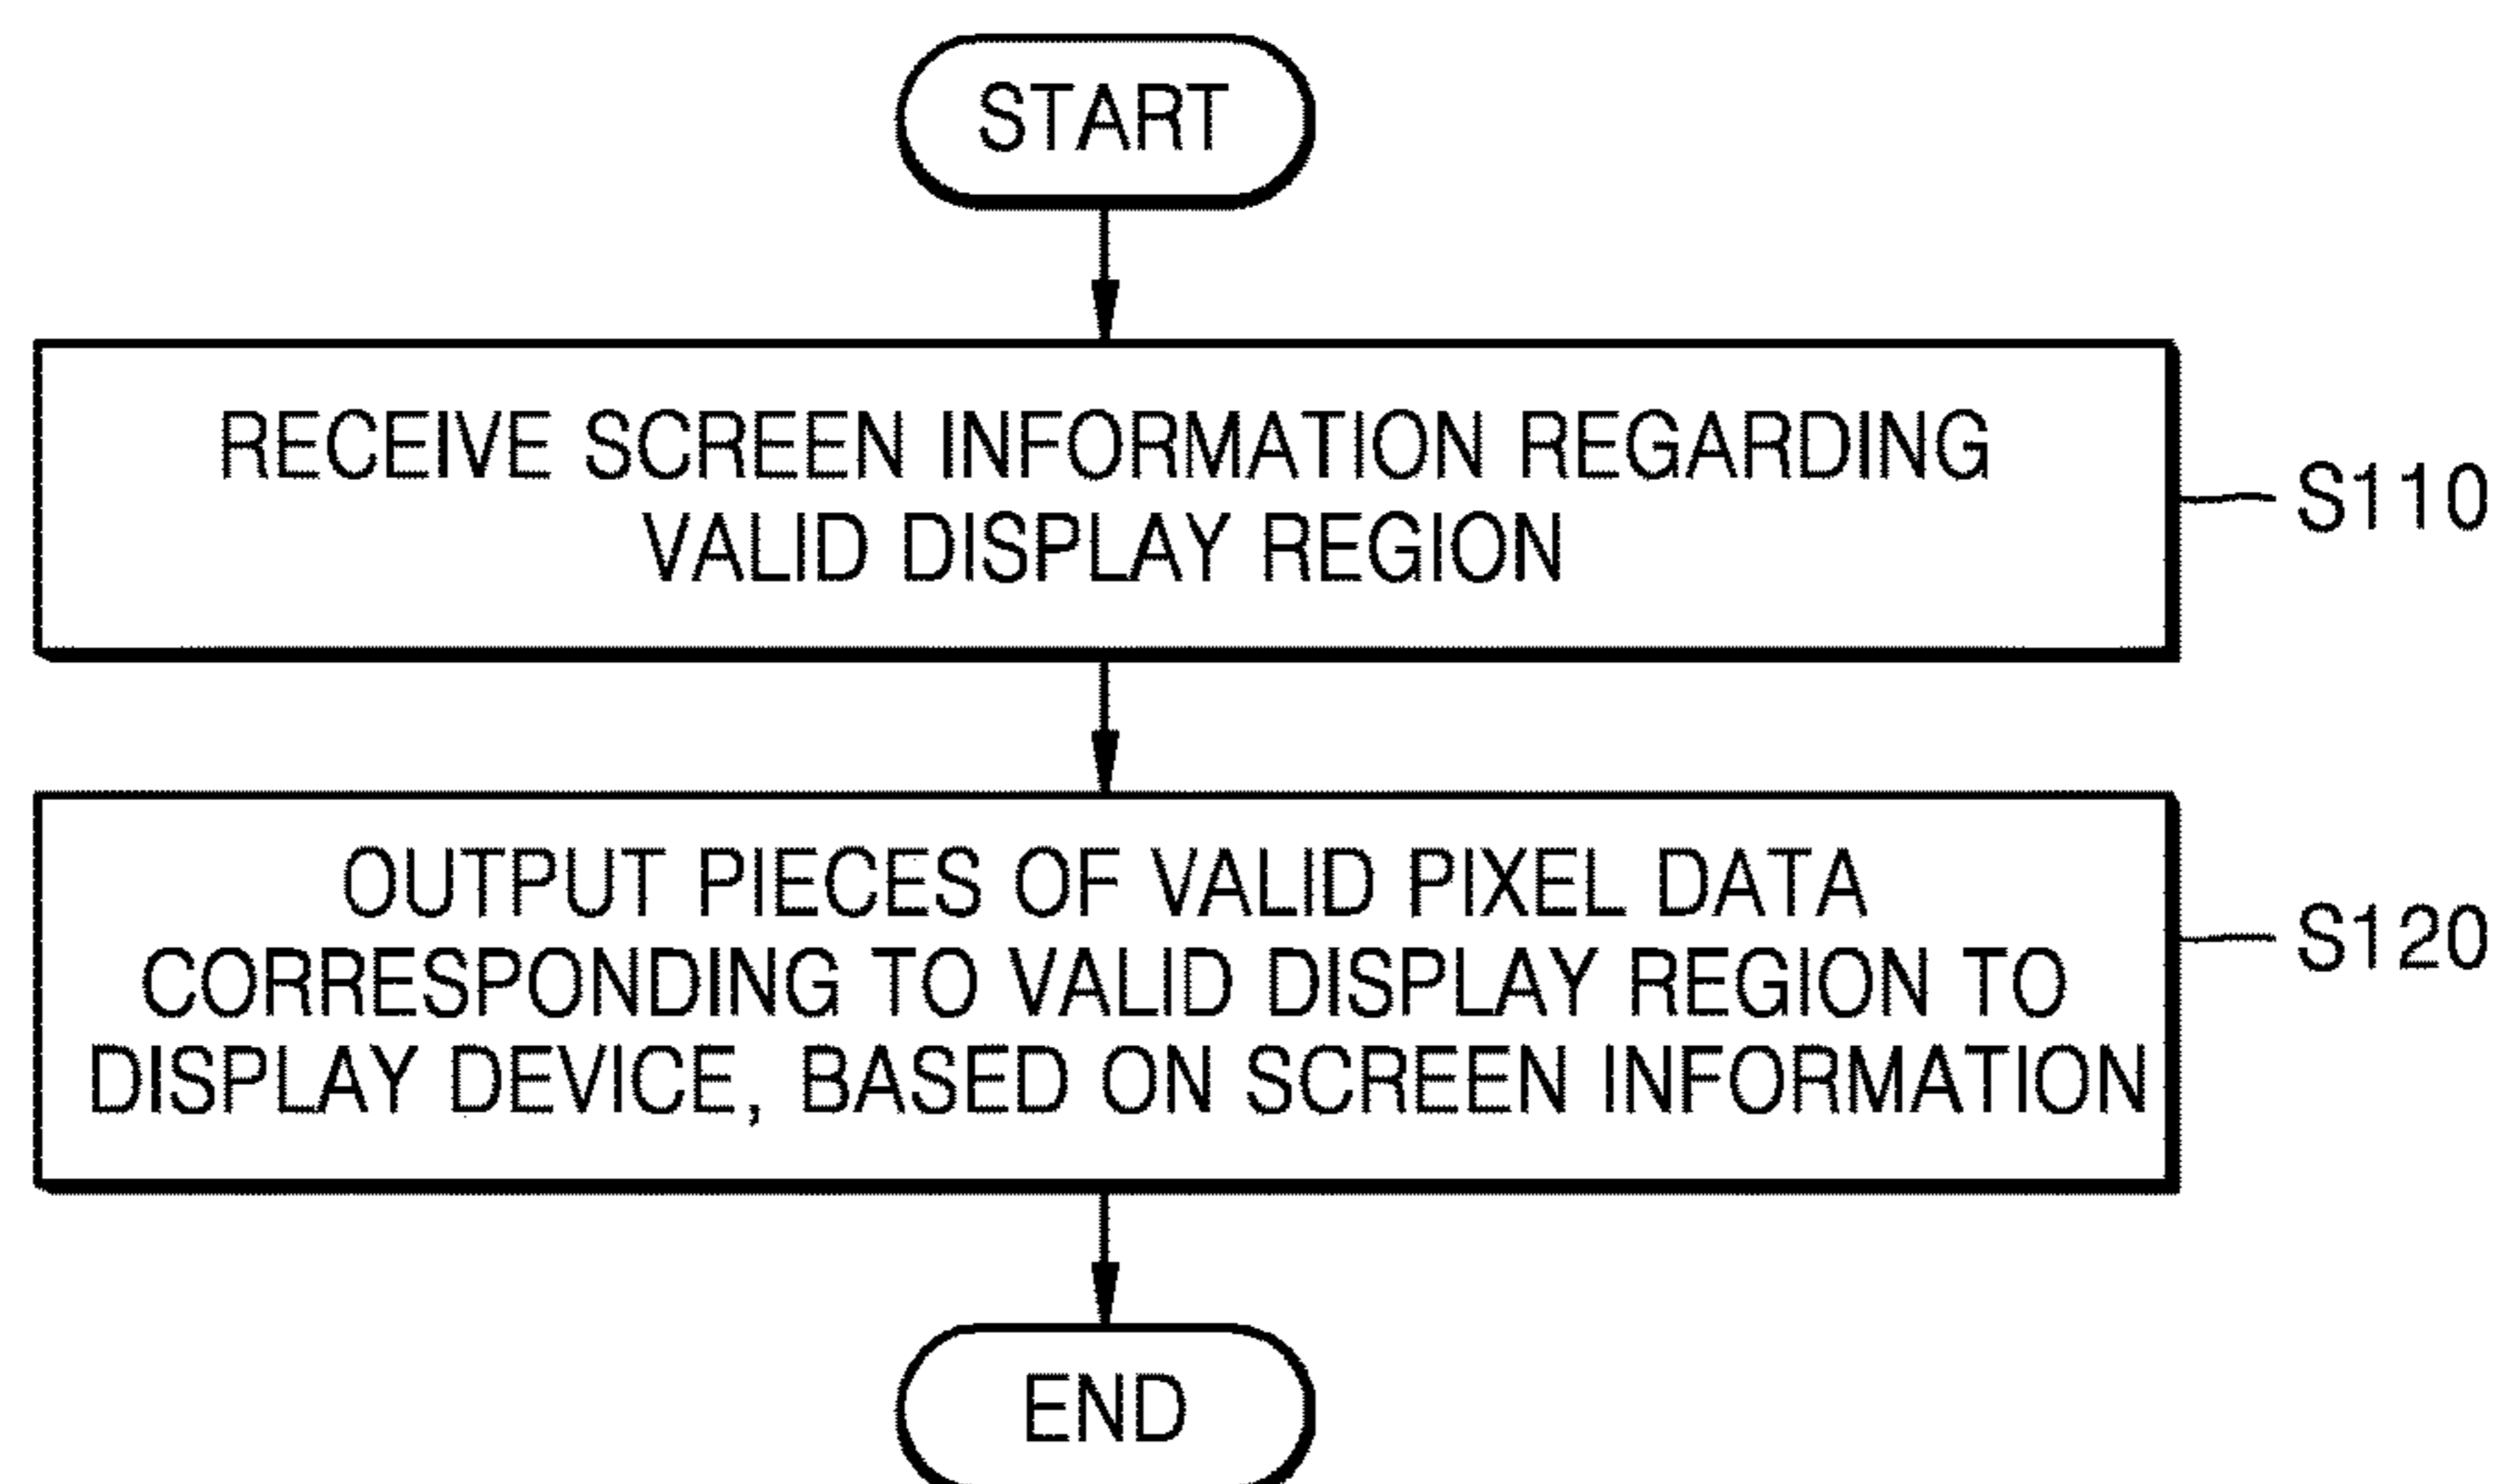 START
RECEIVE SCREEN INFORMATION REGARDING
VALID DISPLAY REGION
S110
OUTPUT PIECES OF VALID PIXEL DATA
CORRESPONDING TO VALID DISPLAY REGION TO
DISPLAY DEVICE, BASED ON SCREEN INFORMATION
S120
END